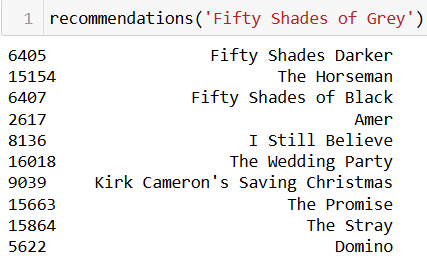 1 recommendations('Fifty Shades of Grey')
6405 Fifty Shades Darker
15154 The Horseman
6407 Fifty Shades of Black
2617 Amer
8136 I Still Believe
16018 The Wedding Party
9039 Kirk Cameron's Saving Christmas
15663 The Promise
15864 The Stray
5622 Domino